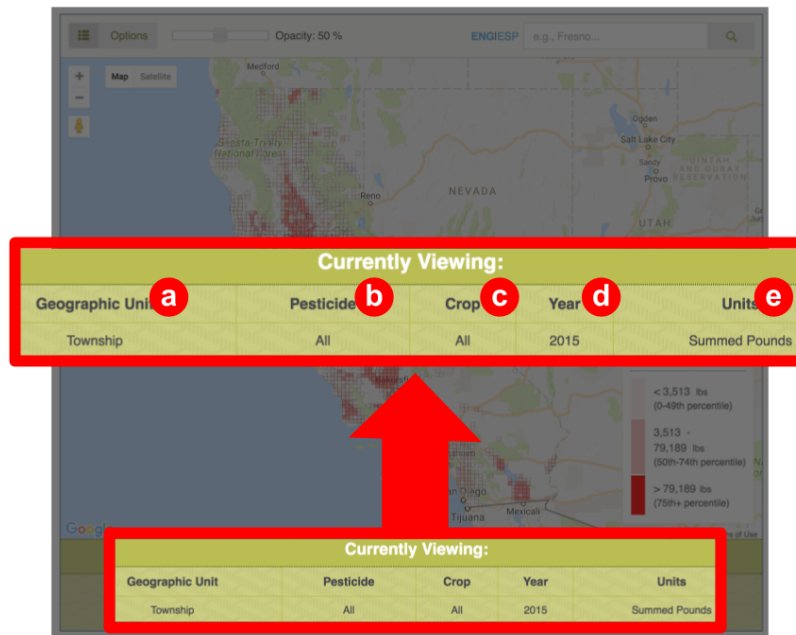 Options Opacity: 50 % ENG|ESP e.g., Fresno...
Map Satellite
Medford
Shasta-Trinity
National Forest
Ogden
Salt Lake City
Sandy
Provo
UINTAH
AND OURAY
RESERVATION
Reno
NEVADA
UTAH
Currently Viewing:
Geographic Unit a Pesticide b Crop c Year d Units e
Township All All 2015 Summed Pounds
< 3,513 lbs
(0-49th percentile)
3,513 -
79,189 lbs
(50th-74th percentile)
> 79,189 lbs
(75th+ percentile)
San Diego
Tijuana
Mexicali
Google
Currently Viewing:
Geographic Unit Pesticide Crop Year Units
Township All All 2015 Summed Pounds